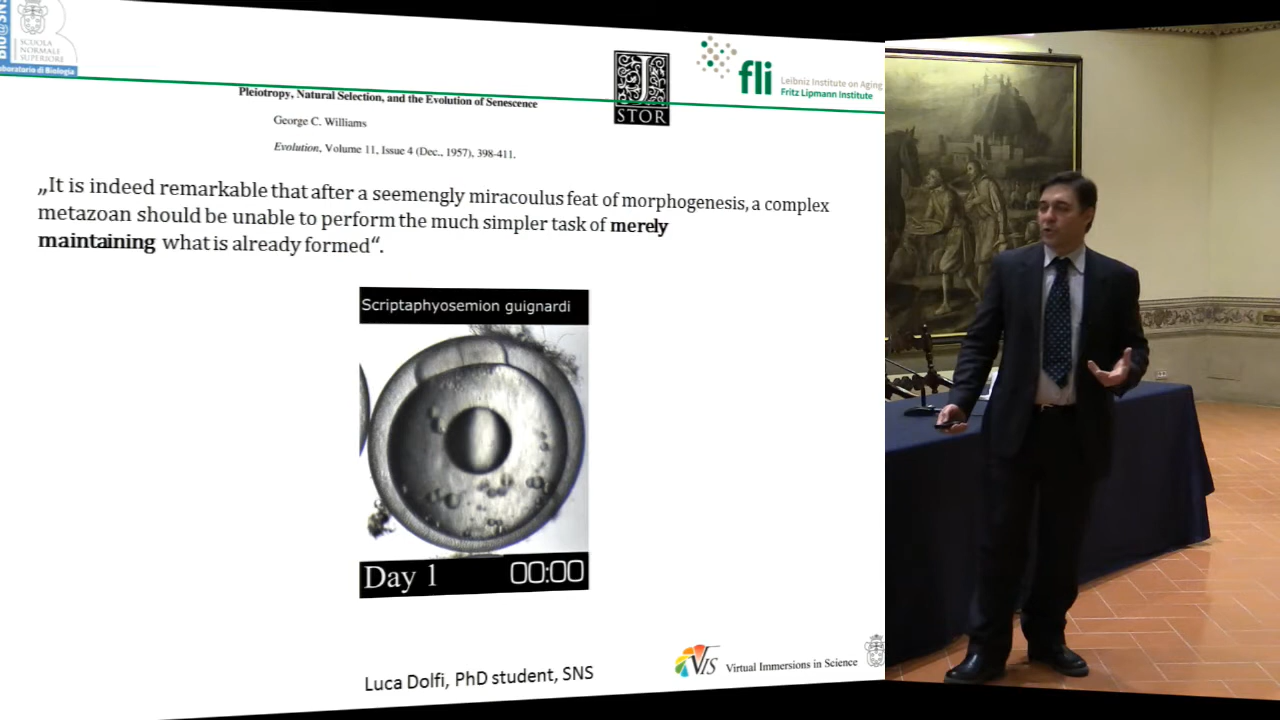 BIO@SNS
SCUOLA
NORMALE
SUPERIORE
Laboratorio di Biologia
STOR
fli
Leibniz Institute on Aging
Fritz Lipmann Institute
Pleiotropy, Natural Selection, and the Evolution of Senescence
George C. Williams
Evolution, Volume 11, Issue 4 (Dec., 1957), 398-411.
„It is indeed remarkable that after a seemengly miraculus feat of morphogenesis, a complex
metazoan should be unable to perform the much simpler task of merely
maintaining what is already formed“.
Scriptaphyosemion guignardi
Day 1 00:00
Luca Dolfi, PhD student, SNS
VIS Virtual Immersions in Science